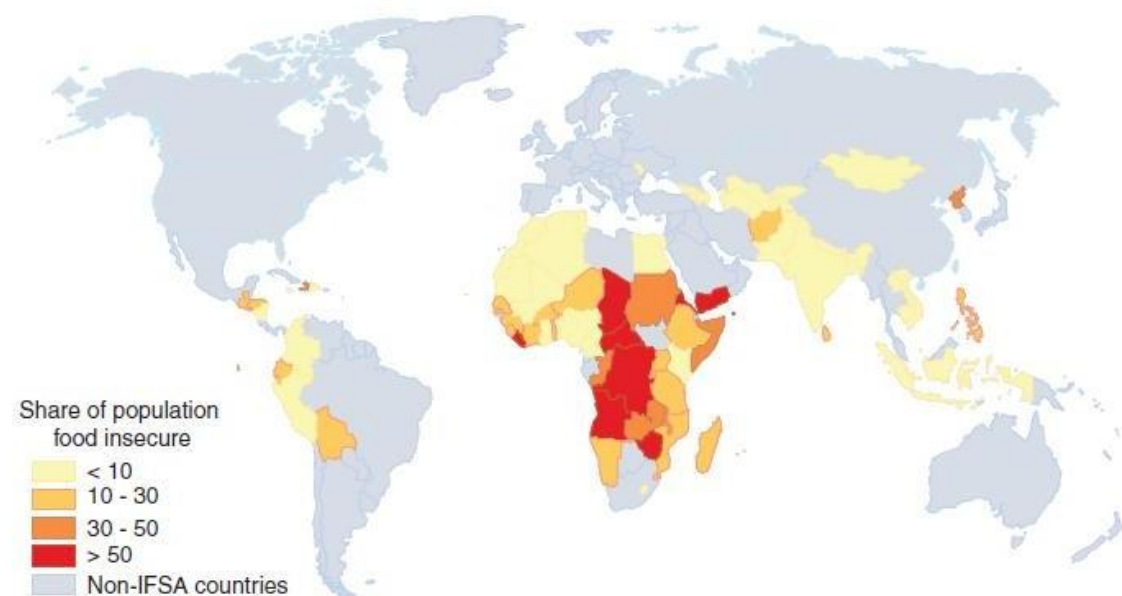 Share of population
food insecure
< 10
10 - 30
30 - 50
> 50
Non-IFSA countries